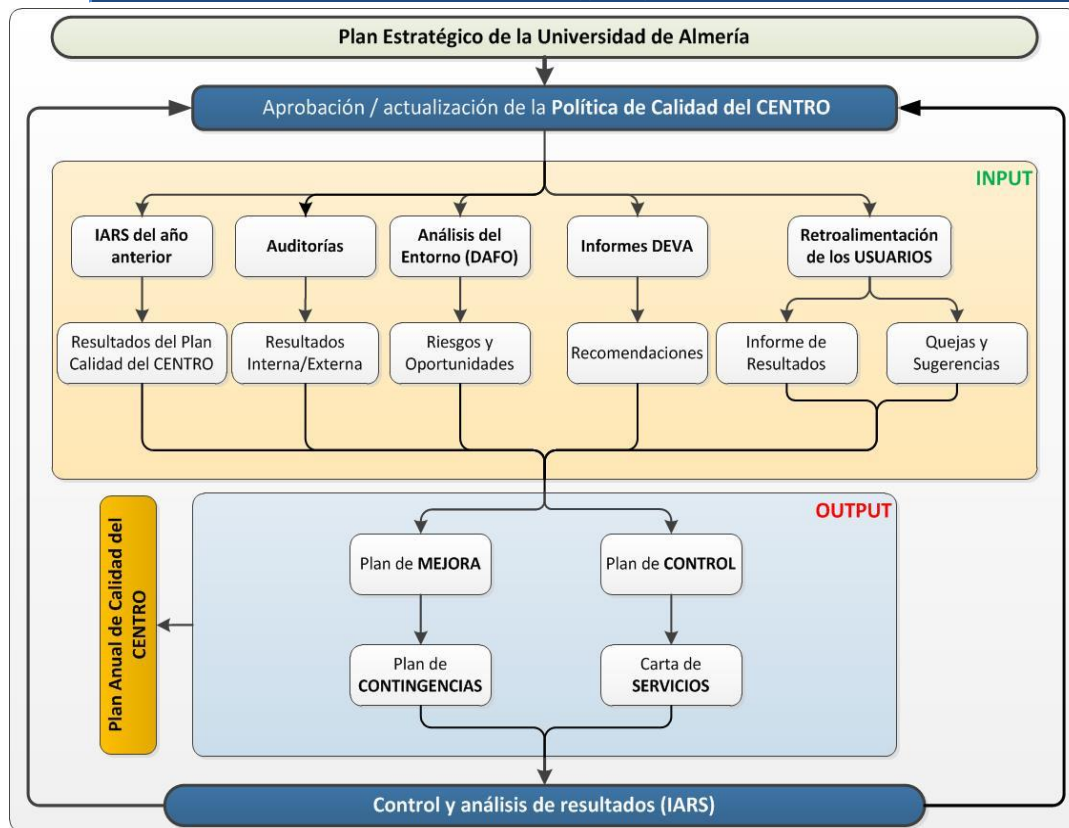 Plan Estratégico de la Universidad de Almería
Aprobación / actualización de la Política de Calidad del CENTRO
INPUT
IARS del año
anterior
Auditorías
Análisis del
Entorno (DAFO)
Informes DEVA
Retroalimentación
de los USUARIOS
Resultados del Plan
Calidad del CENTRO
Resultados
Interna/Externa
Riesgos y
Oportunidades
Recomendaciones
Informe de
Resultados
Quejas y
Sugerencias
OUTPUT
Plan Anual de Calidad del
CENTRO
Plan de MEJORA
Plan de CONTROL
Plan de
CONTINGENCIAS
Carta de
SERVICIOS
Control y análisis de resultados (IARS)